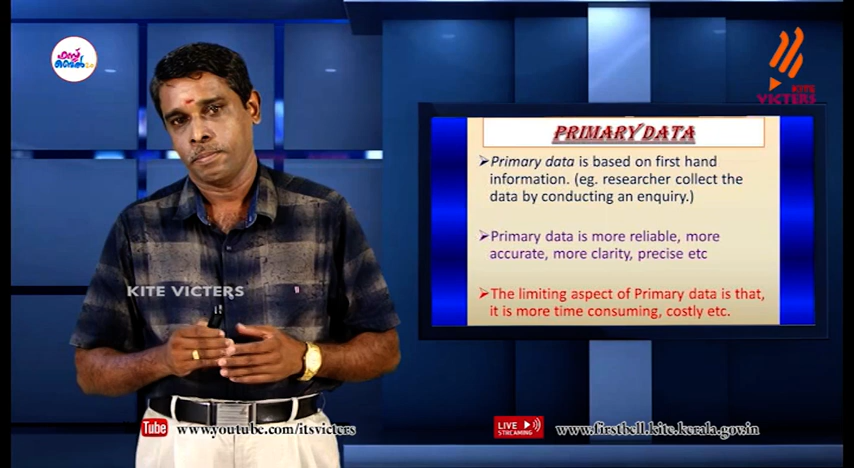 ഫസ്റ്റ്
ബെൽ
KITE
VICTERS
PRIMARY DATA
➢Primary data is based on first hand
information. (eg. researcher collect the
data by conducting an enquiry.)
➢Primary data is more reliable, more
accurate, more clarity, precise etc
➢The limiting aspect of Primary data is that,
it is more time consuming, costly etc.
KITE VICTERS
Tube www.youtube.com/itsvicters
LIVE
STREAMING
www.firstbell.kite.kerala.gov.in